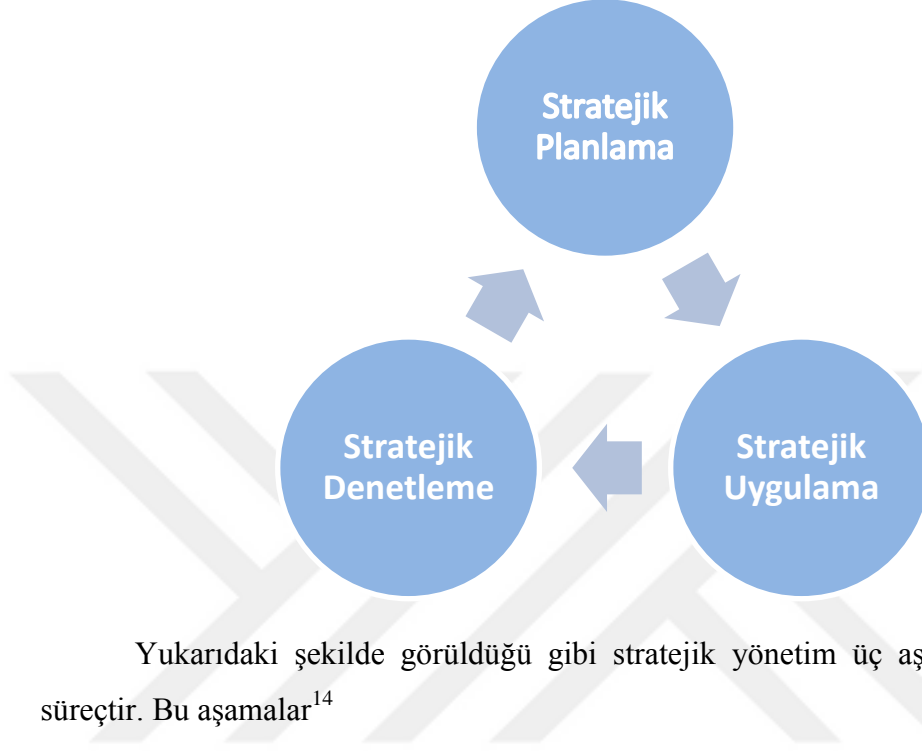 Stratejik
Planlama
Stratejik
Denetleme
Stratejik
Uygulama
Yukarıdaki şekilde görüldüğü gibi stratejik yönetim üç aş
süreçtir. Bu aşamalar14